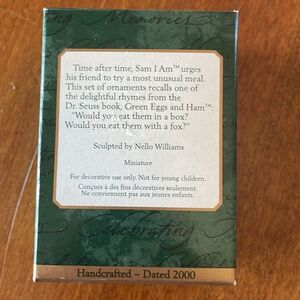 Memories
Time after time, Sam I Am™ urges
his friend to try a most unusual meal.
This set of ornaments recalls one of
the delightful rhymes from the
Dr. Seuss book, Green Eggs and Ham™:
"Would you eat them in a box?
Would you eat them with a fox?"
Sculpted by Nello Williams
Miniature
For decorative use only. Not for young children.
Conçues à des fins décoratives seulement.
Ne conviennent pas aux jeunes enfants.
Celebrating
Handcrafted ~ Dated 2000